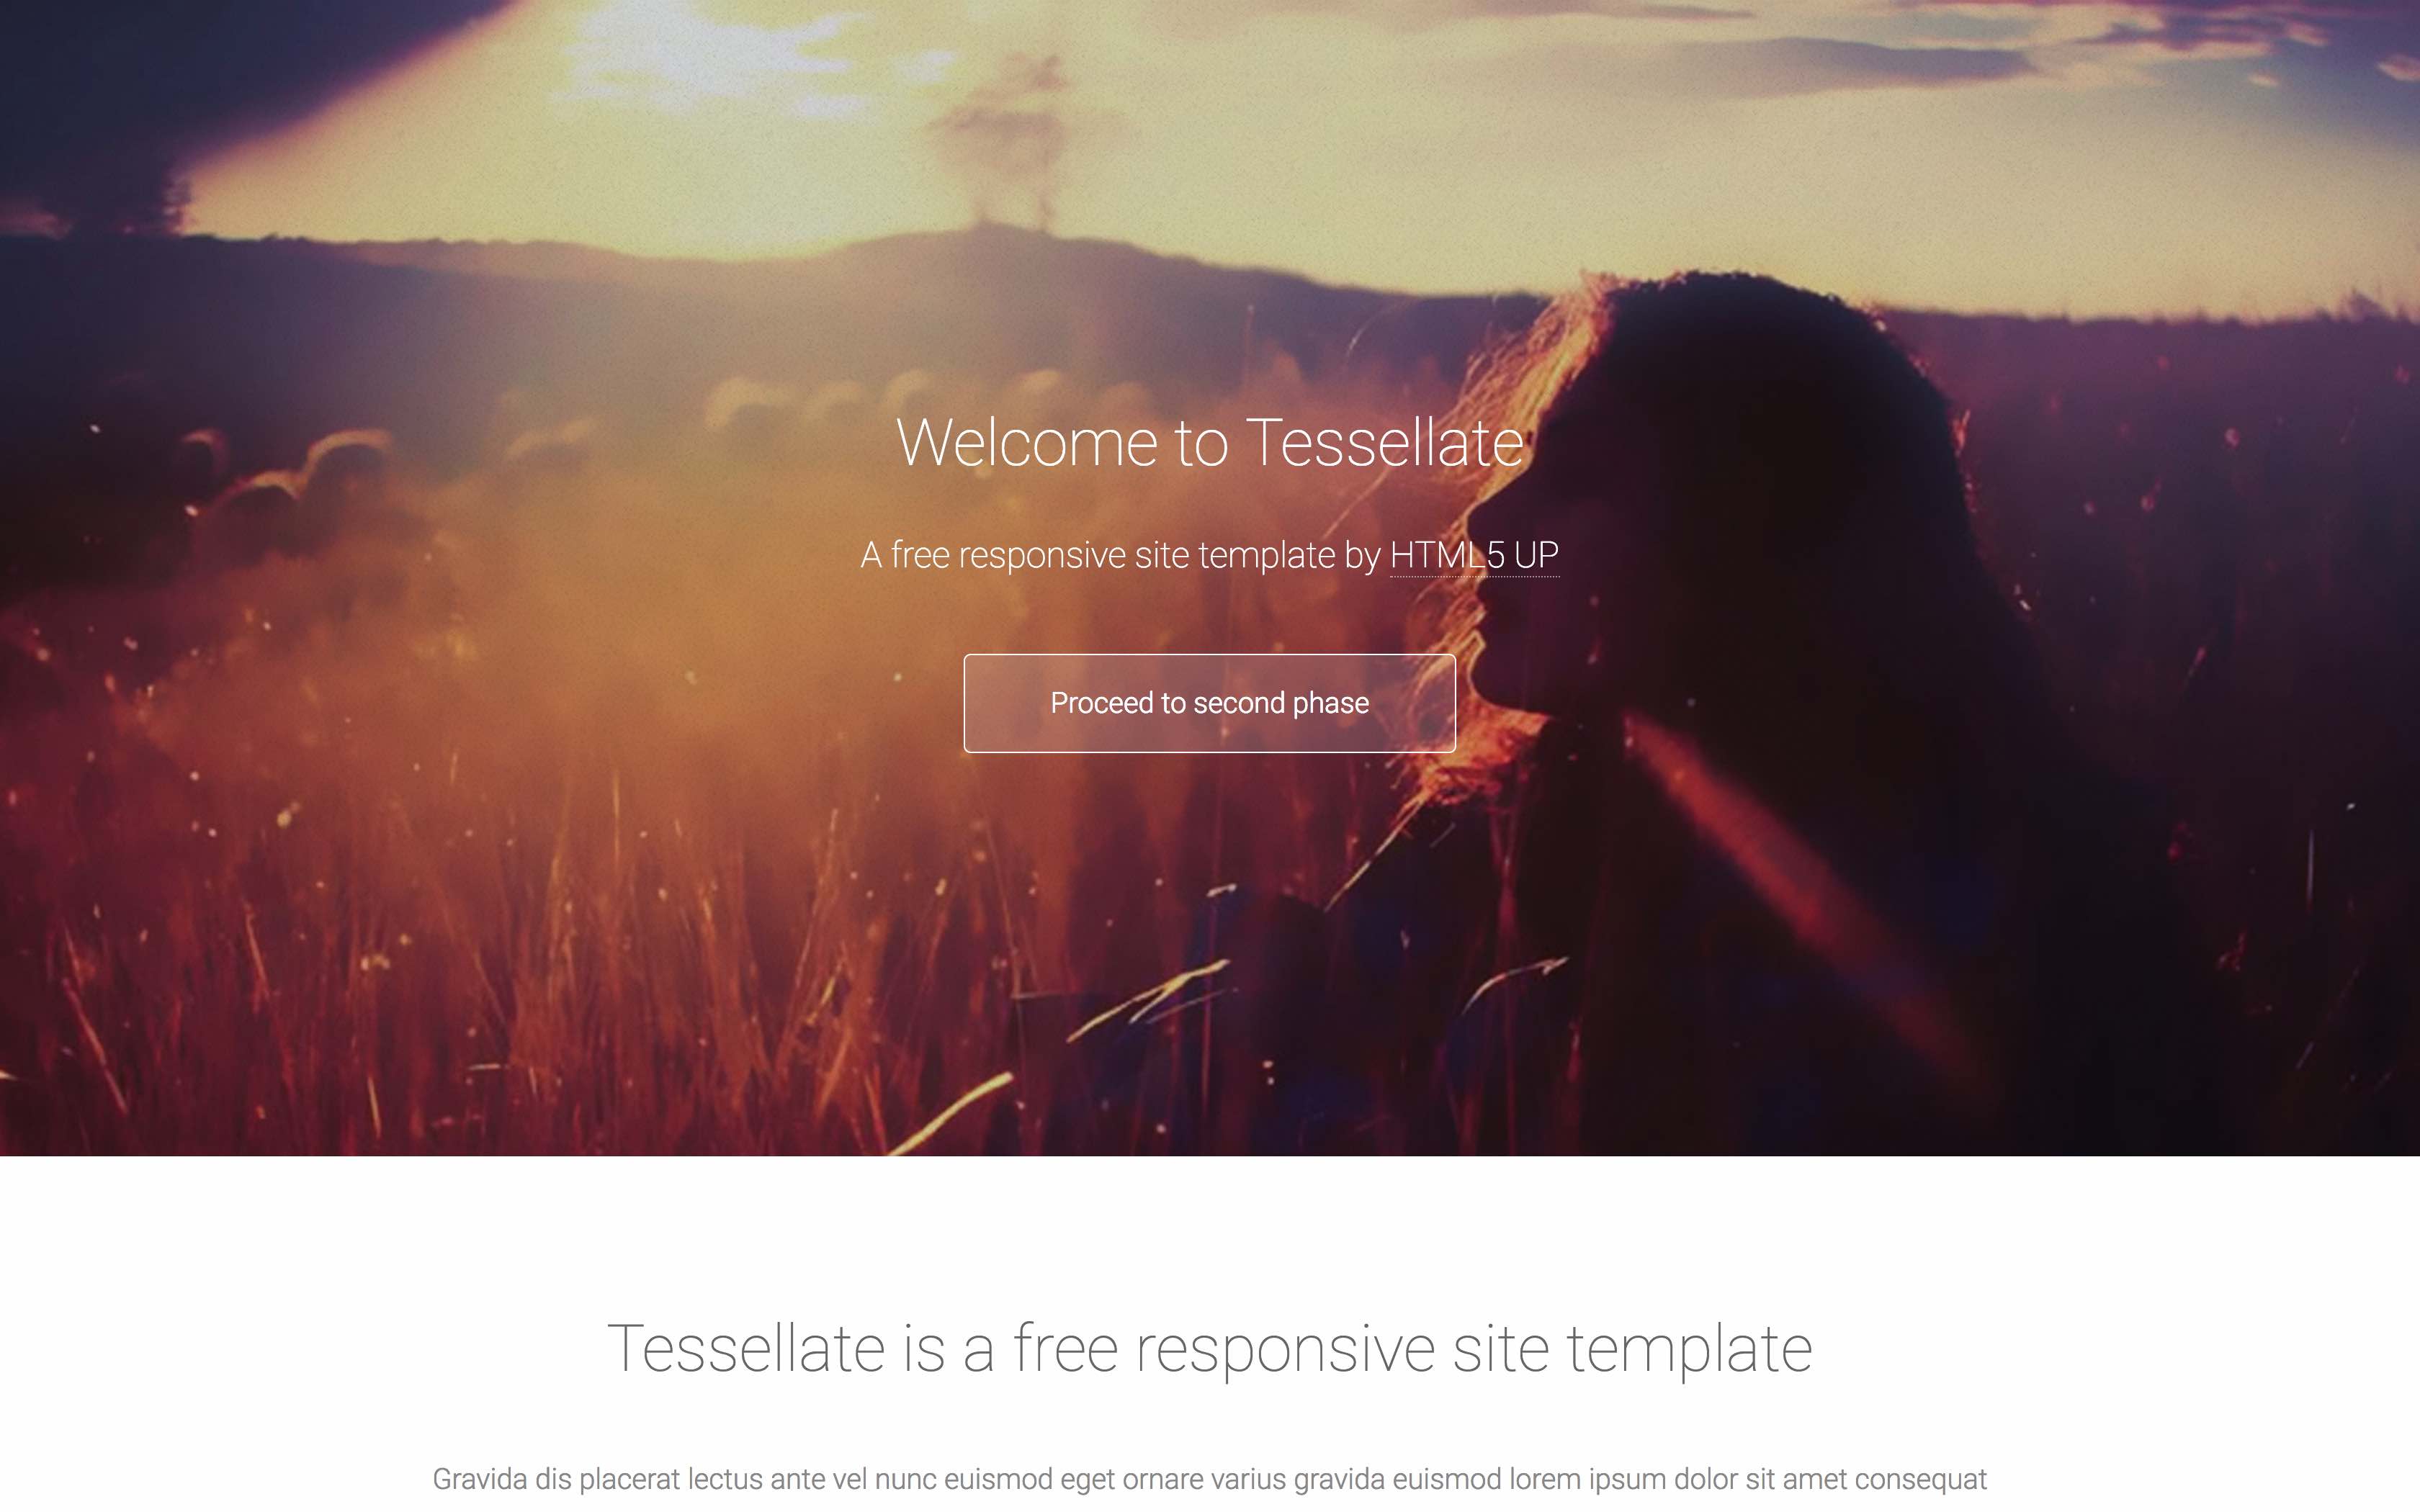 Welcome to Tessellate
A free responsive site template by HTML5 UP
Proceed to second phase
Tessellate is a free responsive site template
Gravida dis placerat lectus ante vel nunc euismod eget ornare varius gravida euismod lorem ipsum dolor sit amet consequat